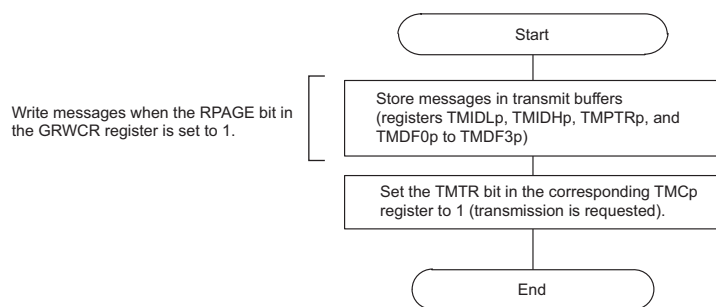 Start
Write messages when the RPAGE bit in
the GRWCR register is set to 1.
Store messages in transmit buffers
(registers TMIDLp, TMIDHp, TMPTRp, and
TMDF0p to TMDF3p)
Set the TMTR bit in the corresponding TMCp
register to 1 (transmission is requested).
End